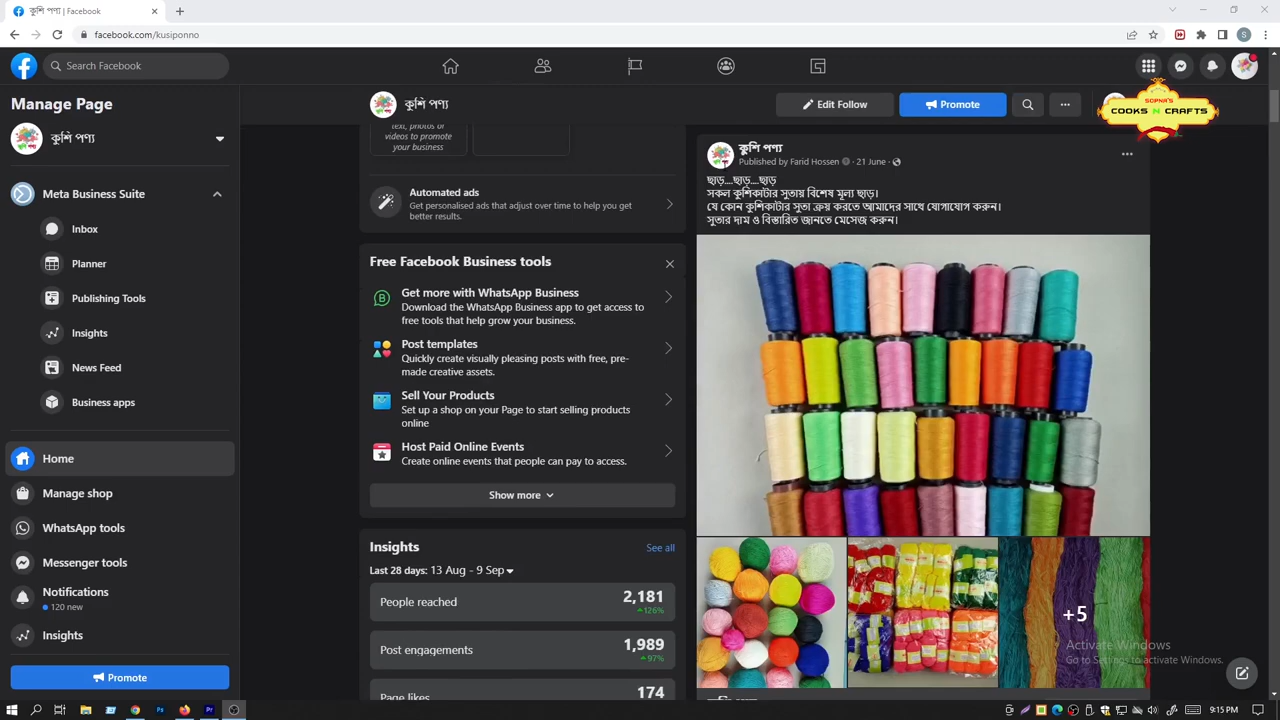 কুশি পণ্য | Facebook
facebook.com/kusiponno
Search Facebook
Manage Page
কুশি পণ্য
Meta Business Suite
Inbox
Planner
Publishing Tools
Insights
News Feed
Business apps
Home
Manage shop
WhatsApp tools
Messenger tools
Notifications
120 new
Insights
Promote
কুশি পণ্য
Edit Follow
Promote
SOPNA'S
COOKS N CRAFTS
text, photos or
videos to promote
your business
Automated ads
Get personalised ads that adjust over time to help you get
better results.
Free Facebook Business tools
Get more with WhatsApp Business
Download the WhatsApp Business app to get access to
free tools that help grow your business.
Post templates
Quickly create visually pleasing posts with free, pre-
made creative assets.
Sell Your Products
Set up a shop on your Page to start selling products
online
Host Paid Online Events
Create online events that people can pay to access.
Show more
Insights
See all
Last 28 days: 13 Aug - 9 Sep
People reached
2,181
126%
Post engagements
1,989
97%
Page likes
174
কুশি পণ্য
Published by Farid Hossen · 21 June ·
ছাড়....ছাড়....ছাড়
সকল কুশিকাটার সুতায় বিশেষ মূল্য ছাড়।
যে কোন কুশিকাটার সুতা ক্রয় করতে আমাদের সাথে যোগাযোগ করুন।
সুতার দাম ও বিস্তারিত জানতে মেসেজ করুন।
+5
Activate Windows
Go to Settings to activate Windows.
9:15 PM